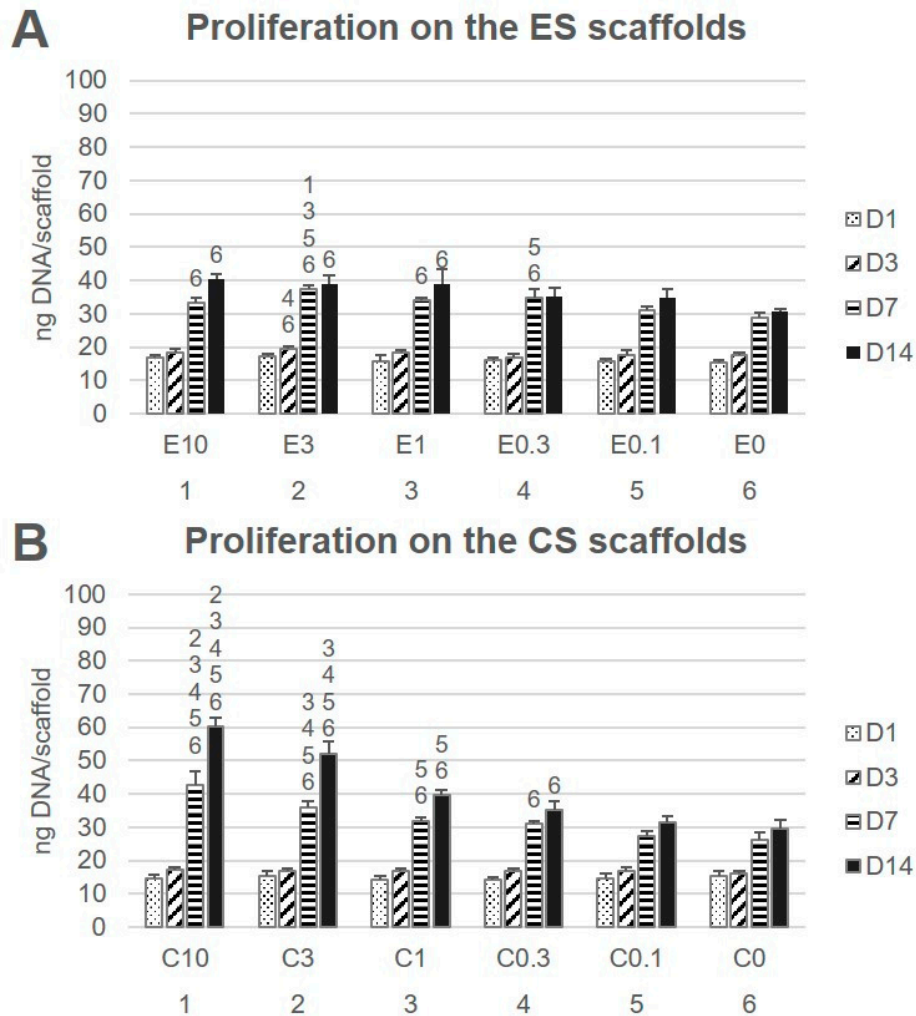 A Proliferation on the ES scaffolds
ng DNA/scaffold
100
90
80
70
60
50
40
30
20
10
0
6 6
4 6
1 3 5 6
6
6 6
5 6
D1
D3
D7
D14
E10 E3 E1 E0.3 E0.1 E0
1 2 3 4 5 6
B Proliferation on the CS scaffolds
ng DNA/scaffold
100
90
80
70
60
50
40
30
20
10
0
2 3 4 5 6
2 3 4 5 6
3 4 5 6
3 4 5 6
5 6
5 6
6 6
D1
D3
D7
D14
C10 C3 C1 C0.3 C0.1 C0
1 2 3 4 5 6